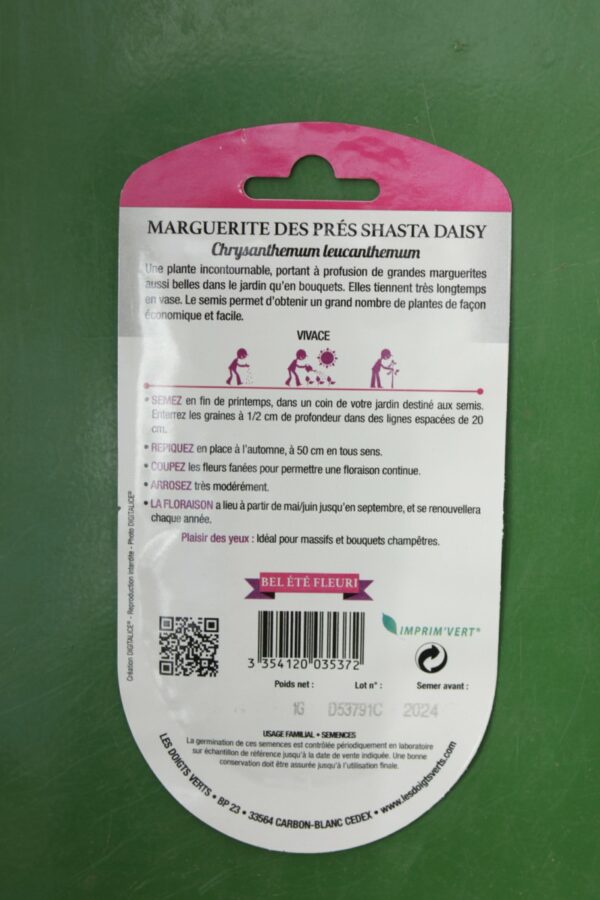 MARGUERITE DES PRÉS SHASTA DAISY
Chrysanthemum leucanthemum
Une plante incontournable, portant à profusion de grandes marguerites
aussi belles dans le jardin qu'en bouquets. Elles tiennent très longtemps
en vase. Le semis permet d'obtenir un grand nombre de plantes de façon
économique et facile.
VIVACE
• SEMEZ en fin de printemps, dans un coin de votre jardin destiné aux semis.
Enterrez les graines à 1/2 cm de profondeur dans des lignes espacées de 20
cm.
• REPIQUEZ en place à l'automne, à 50 cm en tous sens.
• COUPEZ les fleurs fanées pour permettre une floraison continue.
• ARROSEZ très modérément.
• LA FLORAISON a lieu à partir de mai/juin jusqu'en septembre, et se renouvellera
chaque année.
Plaisir des yeux : Idéal pour massifs et bouquets champêtres.
Création DIGITALICE® - Reproduction interdite - Photo DIGITALICE®
BEL ÉTÉ FLEURI
IMPRIM'VERT®
3 354120 035372
Poids net : Lot n° : Semer avant :
1G D53791C 2024
USAGE FAMILIAL • SEMENCES
La germination de ces semences est contrôlée périodiquement en laboratoire
sur échantillon de référence jusqu'à la date de vente indiquée. Une bonne
conservation doit être assurée jusqu'à l'utilisation finale.
LES DOIGTS VERTS • BP 23 • 33564 CARBON-BLANC CEDEX • www.lesdoigtsverts.com